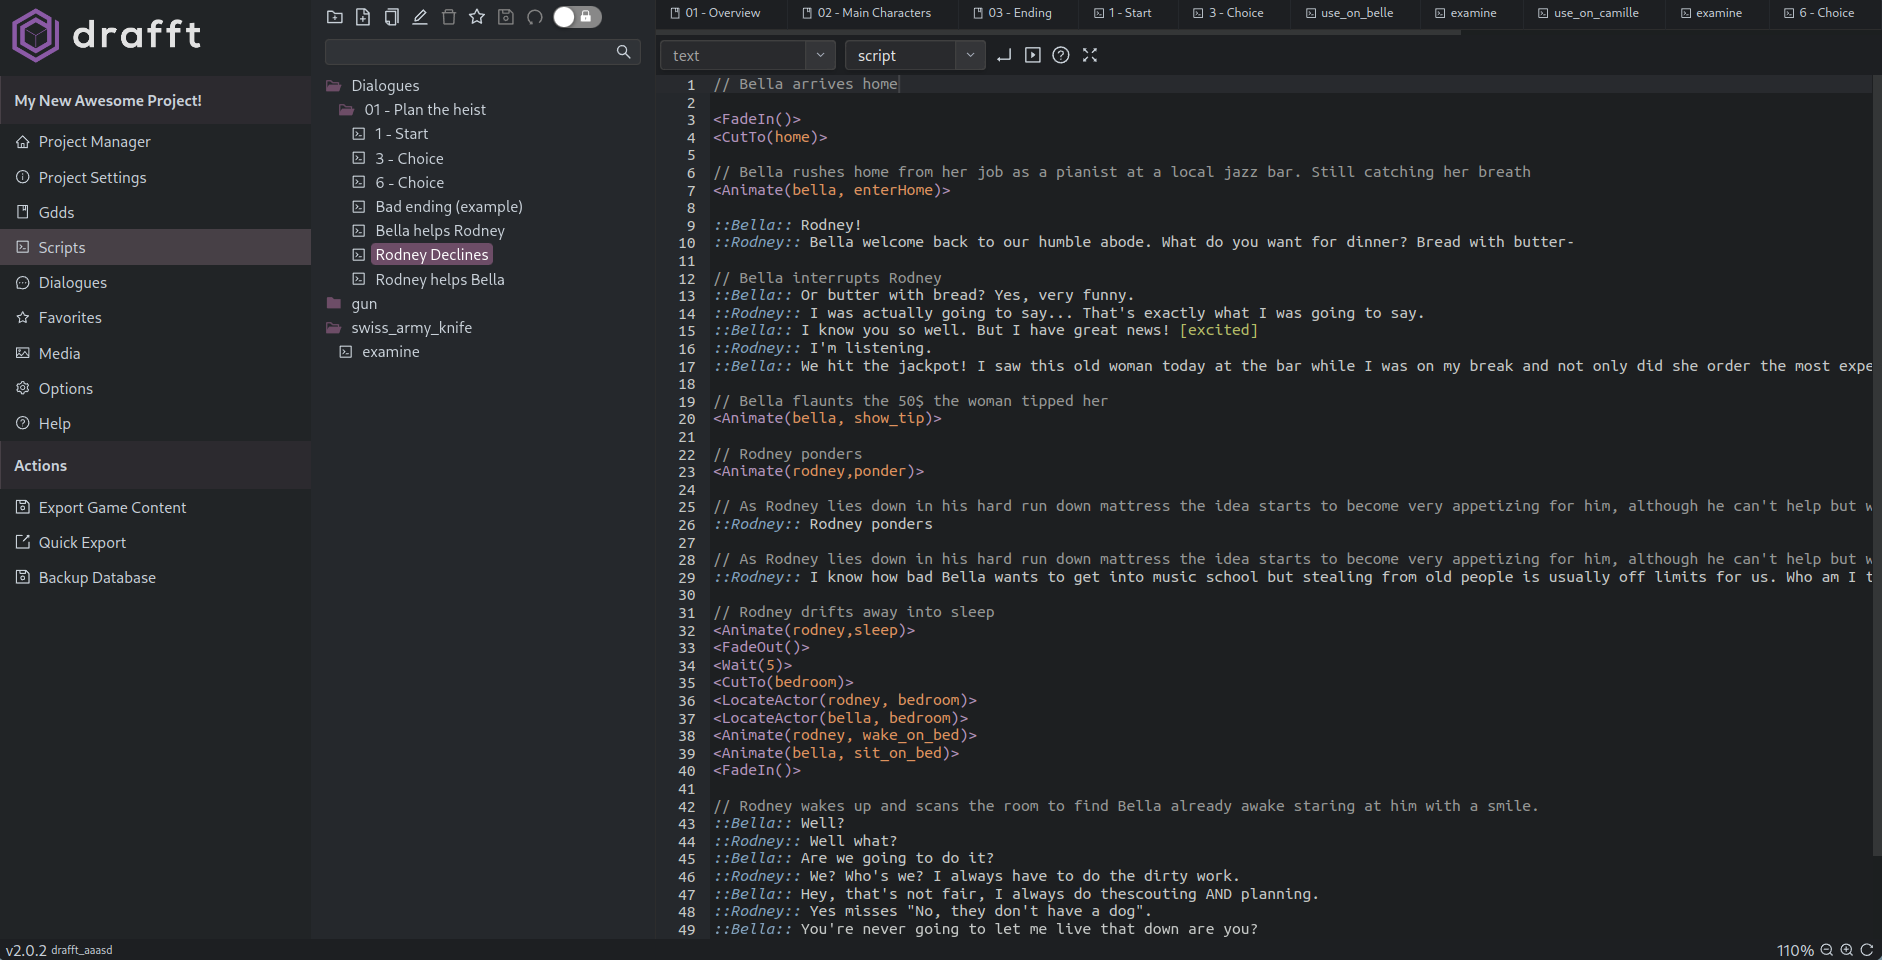 drafft
My New Awesome Project!
Project Manager
Project Settings
Gdds
Scripts
Dialogues
Favorites
Media
Options
Help
Actions
Export Game Content
Quick Export
Backup Database
v2.0.2 drafft_aaasd
Dialogues
01 - Plan the heist
1 - Start
3 - Choice
6 - Choice
Bad ending (example)
Bella helps Rodney
Rodney Declines
Rodney helps Bella
gun
swiss_army_knife
examine
01 - Overview 02 - Main Characters 03 - Ending 1 - Start 3 - Choice use_on_belle examine use_on_camille examine 6 - Choice
text script
1 // Bella arrives home
2
3 <FadeIn()>
4 <CutTo(home)>
5
6 // Bella rushes home from her job as a pianist at a local jazz bar. Still catching her breath
7 <Animate(bella, enterHome)>
8
9 ::Bella:: Rodney!
10 ::Rodney:: Bella welcome back to our humble abode. What do you want for dinner? Bread with butter-
11
12 // Bella interrupts Rodney
13 ::Bella:: Or butter with bread? Yes, very funny.
14 ::Rodney:: I was actually going to say... That's exactly what I was going to say.
15 ::Bella:: I know you so well. But I have great news! [excited]
16 ::Rodney:: I'm listening.
17 ::Bella:: We hit the jackpot! I saw this old woman today at the bar while I was on my break and not only did she order the most expe
18
19 // Bella flaunts the 50$ the woman tipped her
20 <Animate(bella, show_tip)>
21
22 // Rodney ponders
23 <Animate(rodney,ponder)>
24
25 // As Rodney lies down in his hard run down mattress the idea starts to become very appetizing for him, although he can't help but w
26 ::Rodney:: Rodney ponders
27
28 // As Rodney lies down in his hard run down mattress the idea starts to become very appetizing for him, although he can't help but w
29 ::Rodney:: I know how bad Bella wants to get into music school but stealing from old people is usually off limits for us. Who am I t
30
31 // Rodney drifts away into sleep
32 <Animate(rodney,sleep)>
33 <FadeOut()>
34 <Wait(5)>
35 <CutTo(bedroom)>
36 <LocateActor(rodney, bedroom)>
37 <LocateActor(bella, bedroom)>
38 <Animate(rodney, wake_on_bed)>
39 <Animate(bella, sit_on_bed)>
40 <FadeIn()>
41
42 // Rodney wakes up and scans the room to find Bella already awake staring at him with a smile.
43 ::Bella:: Well?
44 ::Rodney:: Well what?
45 ::Bella:: Are we going to do it?
46 ::Rodney:: We? Who's we? I always have to do the dirty work.
47 ::Bella:: Hey, that's not fair, I always do thescouting AND planning.
48 ::Rodney:: Yes misses "No, they don't have a dog".
49 ::Bella:: You're never going to let me live that down are you?
110%